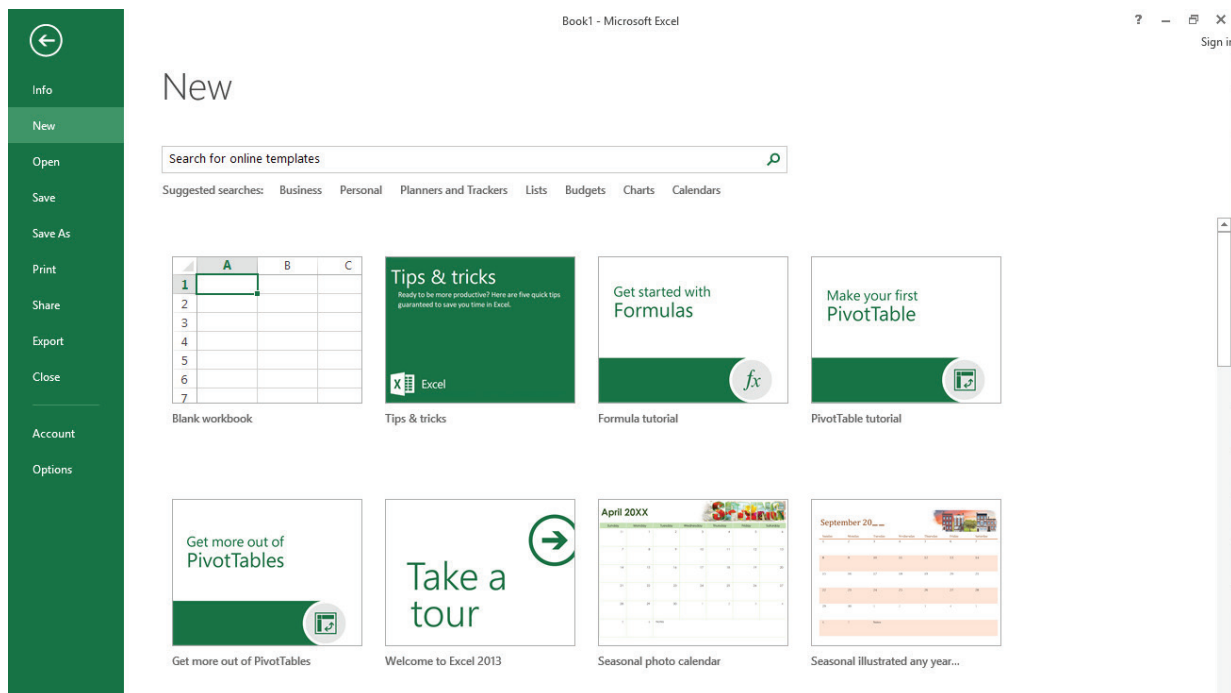 Book1 - Microsoft Excel
?
Sign in
Info
New
Open
Save
Save As
Print
Share
Export
Close
Account
Options
New
Search for online templates
Suggested searches: Business Personal Planners and Trackers Lists Budgets Charts Calendars
A B C
1
2
3
4
5
6
7
Blank workbook
Tips & tricks
Ready to be more productive? Here are five quick tips
guaranteed to save you time in Excel.
X Excel
Tips & tricks
Get started with
Formulas
fx
Formula tutorial
Make your first
PivotTable
PivotTable tutorial
Get more out of
PivotTables
Get more out of PivotTables
Take a
tour
Welcome to Excel 2013
April 20XX
Seasonal photo calendar
September 20__
Seasonal illustrated any year...